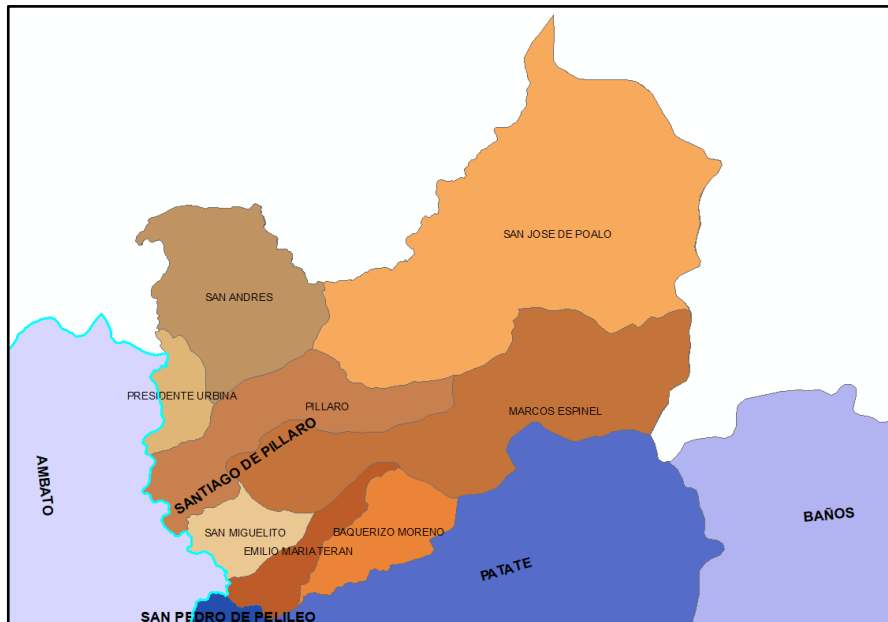 SAN JOSE DE POALO
SAN ANDRES
PRESIDENTE URBINA
PILLARO
MARCOS ESPINEL
SANTIAGO DE PILLARO
AMBATO
BAÑOS
SAN MIGUELITO
BAQUERIZO MORENO
EMILIO MARIA TERAN
PATATE
SAN PEDRO DE PELILEO